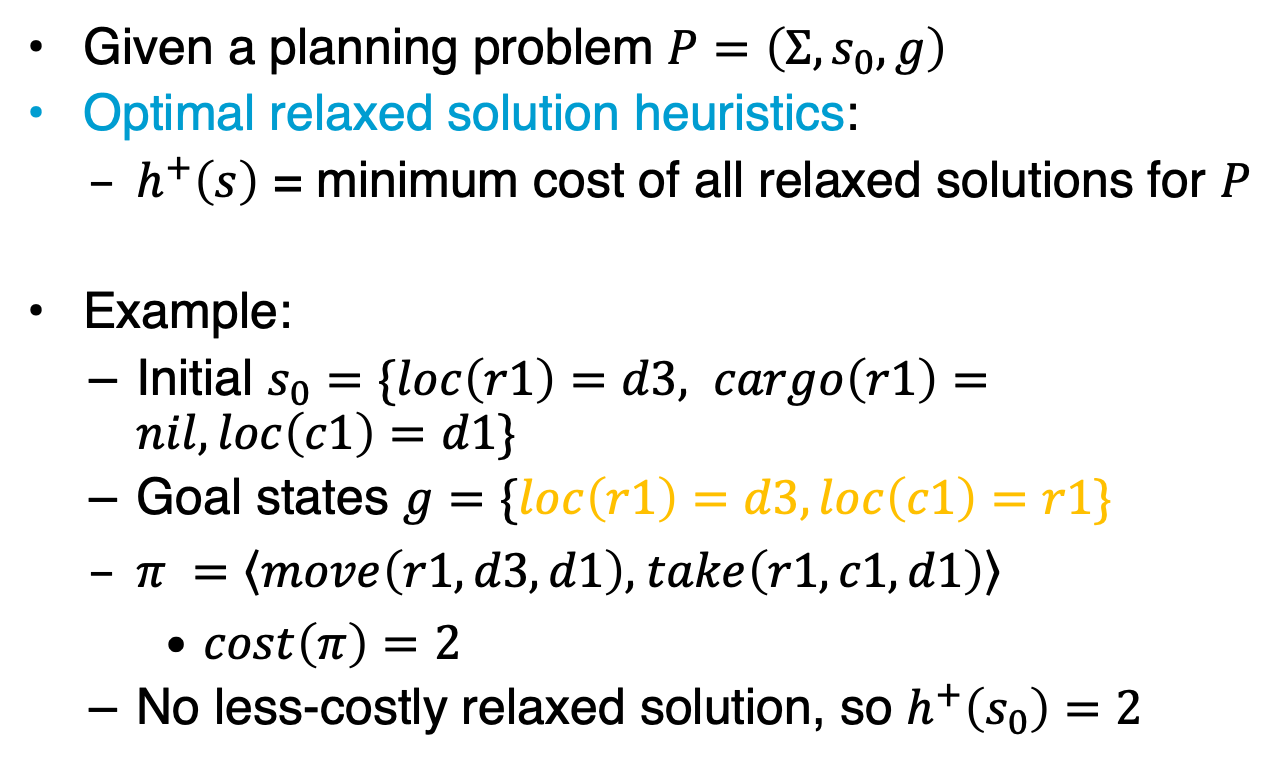 • Given a planning problem 𝑃 = (Σ, 𝑠₀, 𝑔)
• Optimal relaxed solution heuristics:
– ℎ⁺(𝑠) = minimum cost of all relaxed solutions for 𝑃
• Example:
– Initial 𝑠₀ = {𝑙𝑜𝑐(𝑟1) = 𝑑3, 𝑐𝑎𝑟𝑔𝑜(𝑟1) =
𝑛𝑖𝑙, 𝑙𝑜𝑐(𝑐1) = 𝑑1}
– Goal states 𝑔 = {𝑙𝑜𝑐(𝑟1) = 𝑑3, 𝑙𝑜𝑐(𝑐1) = 𝑟1}
– 𝜋 = ⟨𝑚𝑜𝑣𝑒(𝑟1, 𝑑3, 𝑑1), 𝑡𝑎𝑘𝑒(𝑟1, 𝑐1, 𝑑1)⟩
• 𝑐𝑜𝑠𝑡(𝜋) = 2
– No less-costly relaxed solution, so ℎ⁺(𝑠₀) = 2